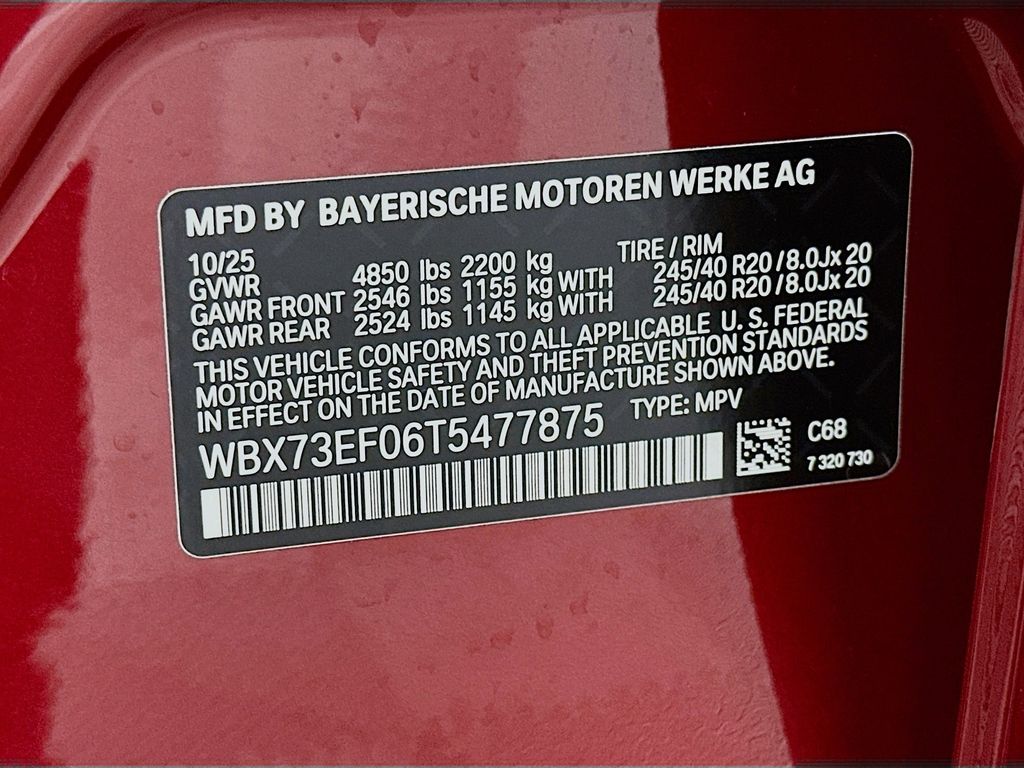 MFD BY BAYERISCHE MOTOREN WERKE AG
10/25 TIRE / RIM
GVWR 4850 lbs 2200 kg
GAWR FRONT 2546 lbs 1155 kg WITH 245/40 R20 / 8.0Jx 20
GAWR REAR 2524 lbs 1145 kg WITH 245/40 R20 / 8.0Jx 20
THIS VEHICLE CONFORMS TO ALL APPLICABLE U. S. FEDERAL
MOTOR VEHICLE SAFETY AND THEFT PREVENTION STANDARDS
IN EFFECT ON THE DATE OF MANUFACTURE SHOWN ABOVE.
WBX73EF06T5477875 TYPE: MPV
C68
7 320 730